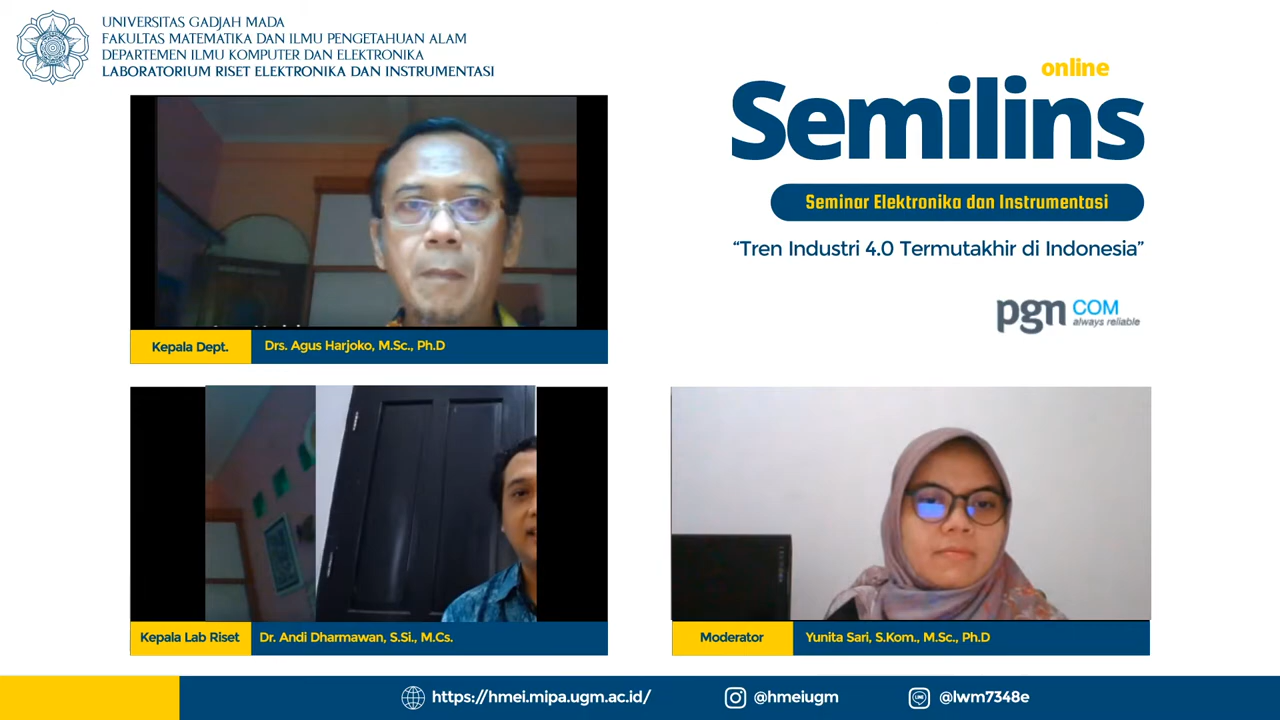 UNIVERSITAS GADJAH MADA
FAKULTAS MATEMATIKA DAN ILMU PENGETAHUAN ALAM
DEPARTEMEN ILMU KOMPUTER DAN ELEKTRONIKA
LABORATORIUM RISET ELEKTRONIKA DAN INSTRUMENTASI
online
Semilins
Seminar Elektronika dan Instrumentasi
“Tren Industri 4.0 Termutakhir di Indonesia”
pgn COM
always reliable
Kepala Dept.
Drs. Agus Harjoko, M.Sc., Ph.D
Kepala Lab Riset
Dr. Andi Dharmawan, S.Si., M.Cs.
Moderator
Yunita Sari, S.Kom., M.Sc., Ph.D
https://hmei.mipa.ugm.ac.id/
@hmeiugm
LINE
@lwm7348e